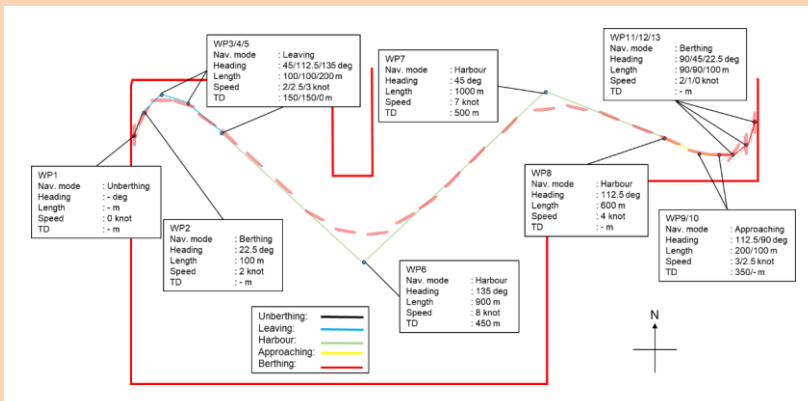 WP3/4/5
Nav. mode : Leaving
Heading : 45/112.5/135 deg
Length : 100/100/200 m
Speed : 2/2.5/3 knot
TD : 150/150/0 m
WP7
Nav. mode : Harbour
Heading : 45 deg
Length : 1000 m
Speed : 7 knot
TD : 500 m
WP11/12/13
Nav. mode : Berthing
Heading : 90/45/22.5 deg
Length : 90/90/100 m
Speed : 2/1/0 knot
TD : - m
WP1
Nav. mode : Unberthing
Heading : - deg
Length : - m
Speed : 0 knot
TD : - m
WP2
Nav. mode : Berthing
Heading : 22.5 deg
Length : 100 m
Speed : 2 knot
TD : - m
WP8
Nav. mode : Harbour
Heading : 112.5 deg
Length : 600 m
Speed : 4 knot
TD : - m
WP9/10
Nav. mode : Approaching
Heading : 112.5/90 deg
Length : 200/100 m
Speed : 3/2.5 knot
TD : 350/- m
WP6
Nav. mode : Harbour
Heading : 135 deg
Length : 900 m
Speed : 8 knot
TD : 450 m
Unberthing:
Leaving:
Harbour:
Approaching:
Berthing:
N